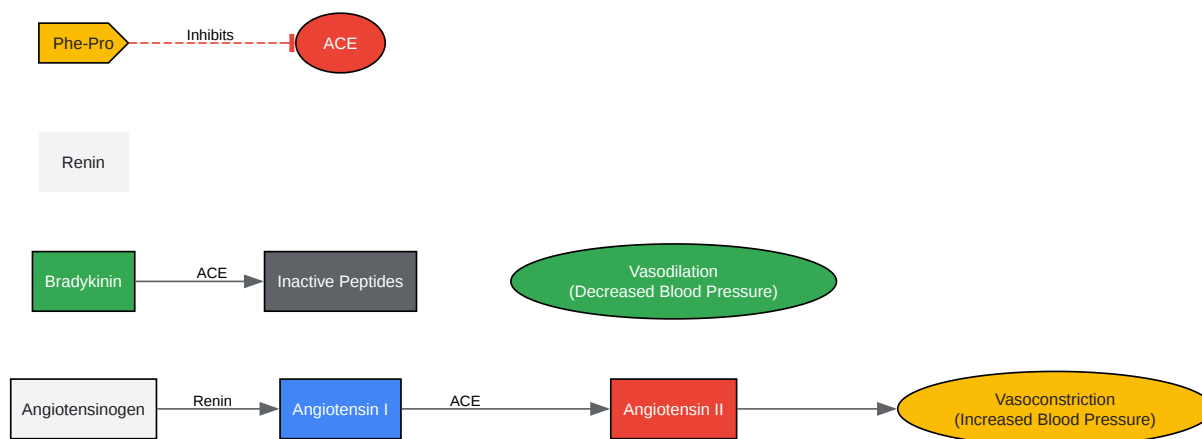 Phe-Pro
Inhibits
ACE
Renin
Bradykinin
ACE
Inactive Peptides
Vasodilation
(Decreased Blood Pressure)
Angiotensinogen
Renin
Angiotensin I
ACE
Angiotensin II
Vasoconstriction
(Increased Blood Pressure)